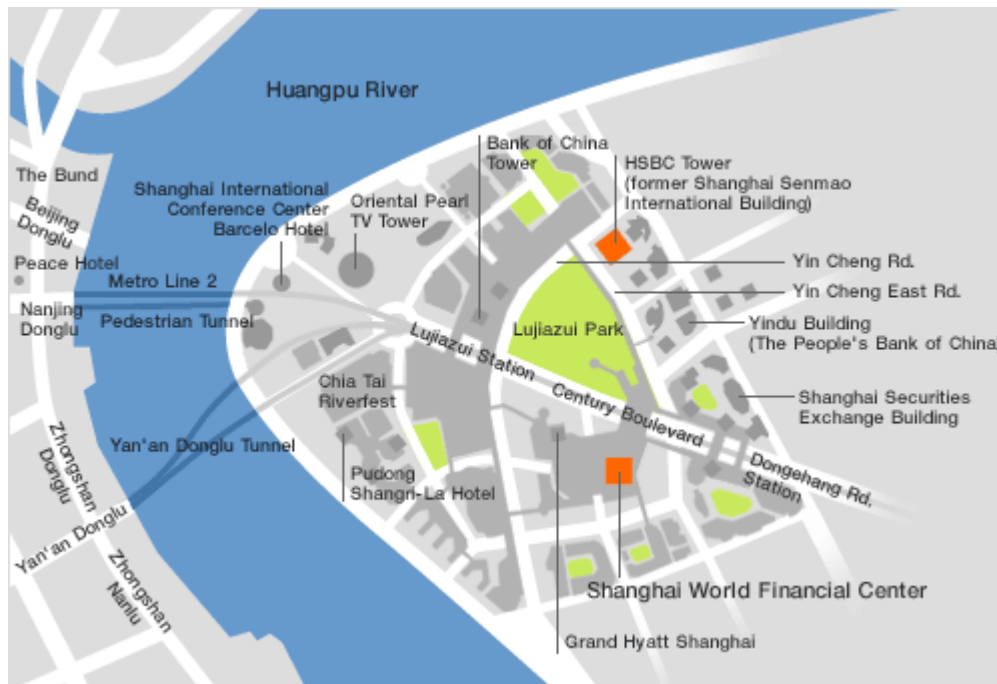 Huangpu River
Bank of China
Tower
HSBC Tower
(former Shanghai Senmao
International Building)
The Bund
Shanghai International
Conference Center
Barcelo Hotel
Oriental Pearl
TV Tower
Beijing
Donglu
Peace Hotel
Metro Line 2
Yin Cheng Rd.
Yin Cheng East Rd.
Nanjing
Donglu
Pedestrian Tunnel
Lujiazui Station
Lujiazui Park
Yindu Building
(The People's Bank of China
Chia Tai
Riverfest
Century Boulevard
Shanghai Securities
Exchange Building
Zhongshan
Donglu
Yan'an Donglu Tunnel
Pudong
Shangn-La Hotel
Dongehang Rd.
Station
Yan'an Donglu
Zhongshan
Nanlu
Shanghai World Financial Center
Grand Hyatt Shanghai